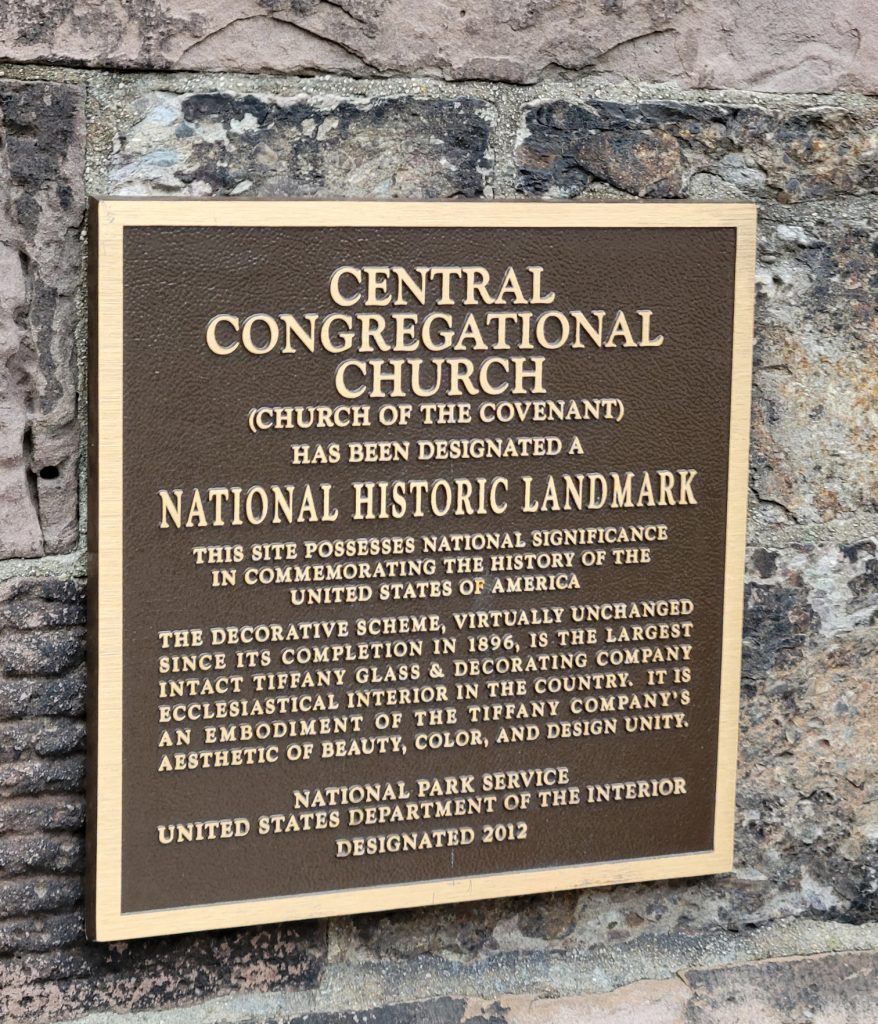 CENTRAL
CONGREGATIONAL
CHURCH
(CHURCH OF THE COVENANT)
HAS BEEN DESIGNATED A
NATIONAL HISTORIC LANDMARK
THIS SITE POSSESSES NATIONAL SIGNIFICANCE
IN COMMEMORATING THE HISTORY OF THE
UNITED STATES OF AMERICA
THE DECORATIVE SCHEME, VIRTUALLY UNCHANGED
SINCE ITS COMPLETION IN 1896, IS THE LARGEST
INTACT TIFFANY GLASS & DECORATING COMPANY
ECCLESIASTICAL INTERIOR IN THE COUNTRY. IT IS
AN EMBODIMENT OF THE TIFFANY COMPANY'S
AESTHETIC OF BEAUTY, COLOR, AND DESIGN UNITY.
NATIONAL PARK SERVICE
UNITED STATES DEPARTMENT OF THE INTERIOR
DESIGNATED 2012